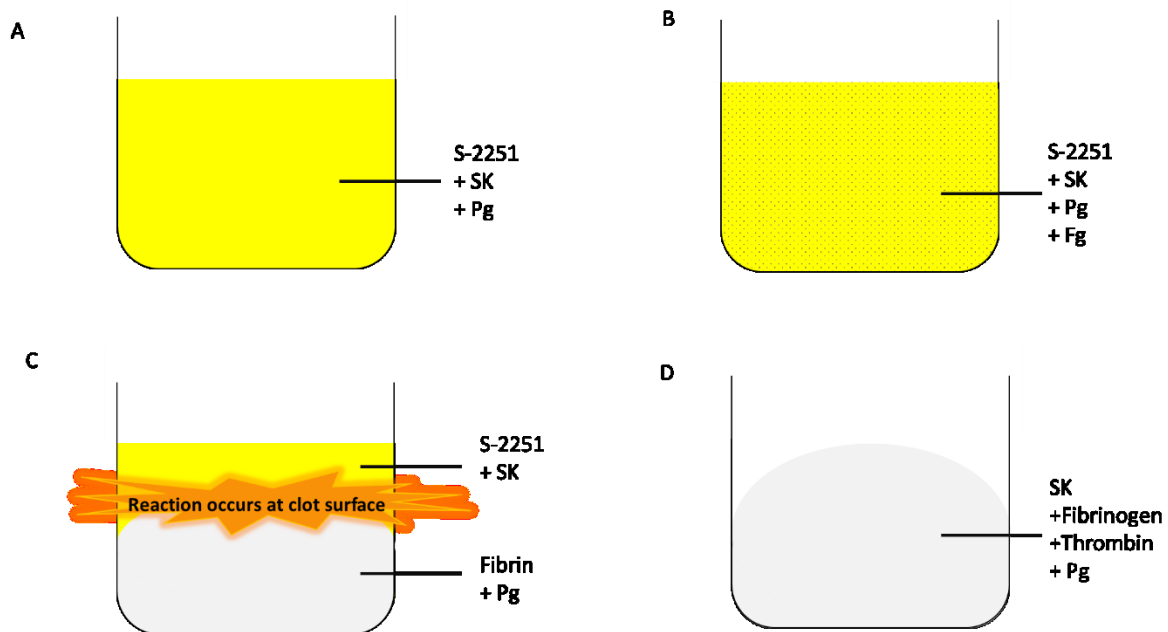 A
S-2251
+ SK
+ Pg
B
S-2251
+ SK
+ Pg
+ Fg
C
S-2251
+ SK
Reaction occurs at clot surface
Fibrin
+ Pg
D
SK
+Fibrinogen
+Thrombin
+ Pg